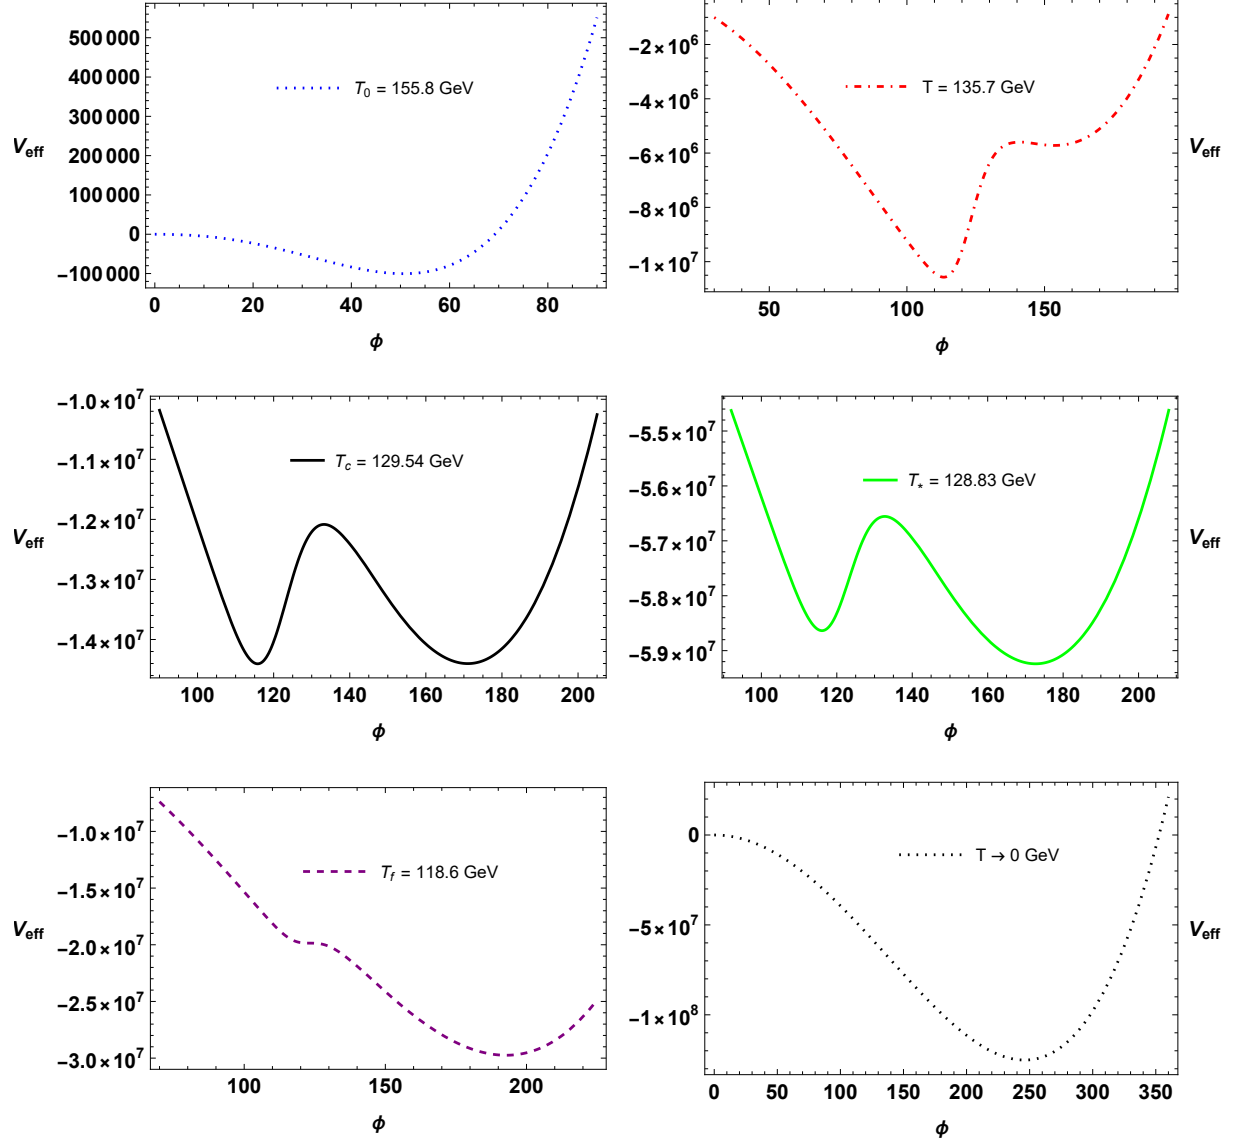 500 000
400 000
300 000
200 000
100 000
0
-100 000
V_eff
T_0 = 155.8 GeV
0 20 40 60 80
ϕ
-2×10^6
-4×10^6
-6×10^6
-8×10^6
-1×10^7
T = 135.7 GeV
V_eff
50 100 150
ϕ
-1.0×10^7
-1.1×10^7
-1.2×10^7
-1.3×10^7
-1.4×10^7
V_eff
T_c = 129.54 GeV
100 120 140 160 180 200
ϕ
-5.5×10^7
-5.6×10^7
-5.7×10^7
-5.8×10^7
-5.9×10^7
T_* = 128.83 GeV
V_eff
100 120 140 160 180 200
ϕ
-1.0×10^7
-1.5×10^7
-2.0×10^7
-2.5×10^7
-3.0×10^7
V_eff
T_f = 118.6 GeV
100 150 200
ϕ
0
-5×10^7
-1×10^8
T → 0 GeV
V_eff
0 50 100 150 200 250 300 350
ϕ